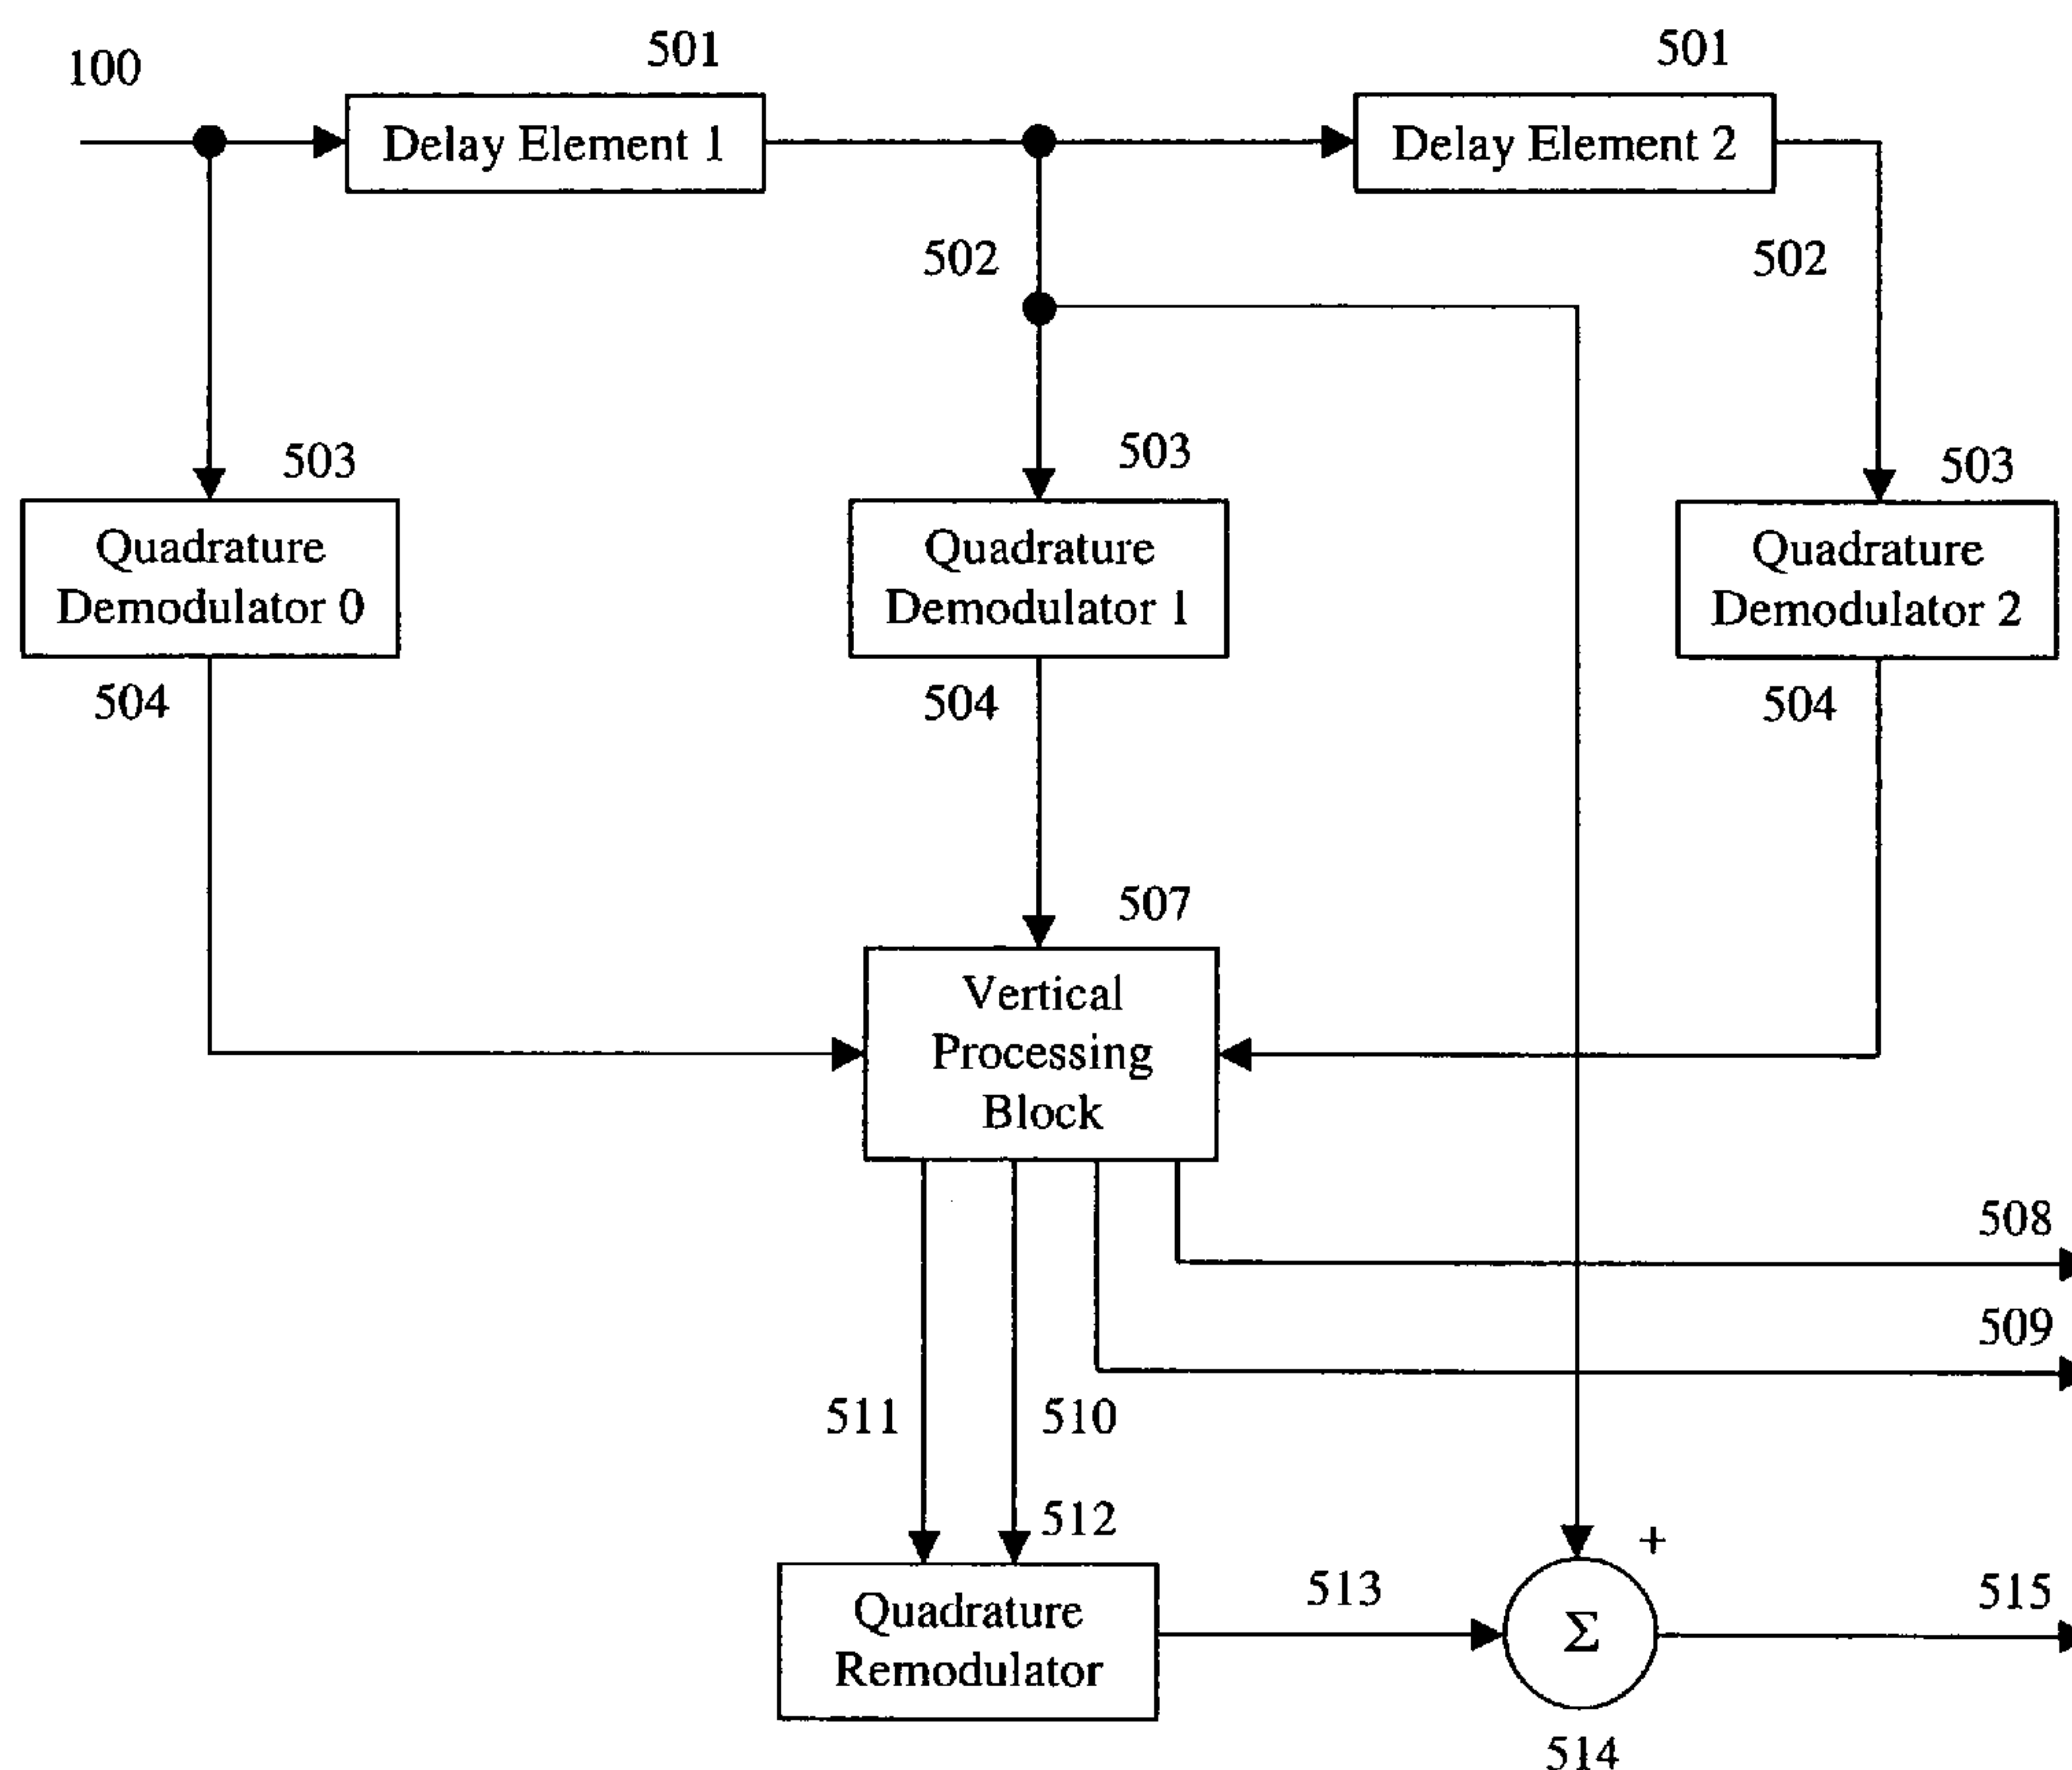 100
501
501
Delay Element 1
Delay Element 2
502
502
503
503
503
Quadrature
Demodulator 0
Quadrature
Demodulator 1
Quadrature
Demodulator 2
504
504
504
507
Vertical
Processing
Block
508
509
511
510
512
+
Quadrature
Remodulator
513
Σ
515
514